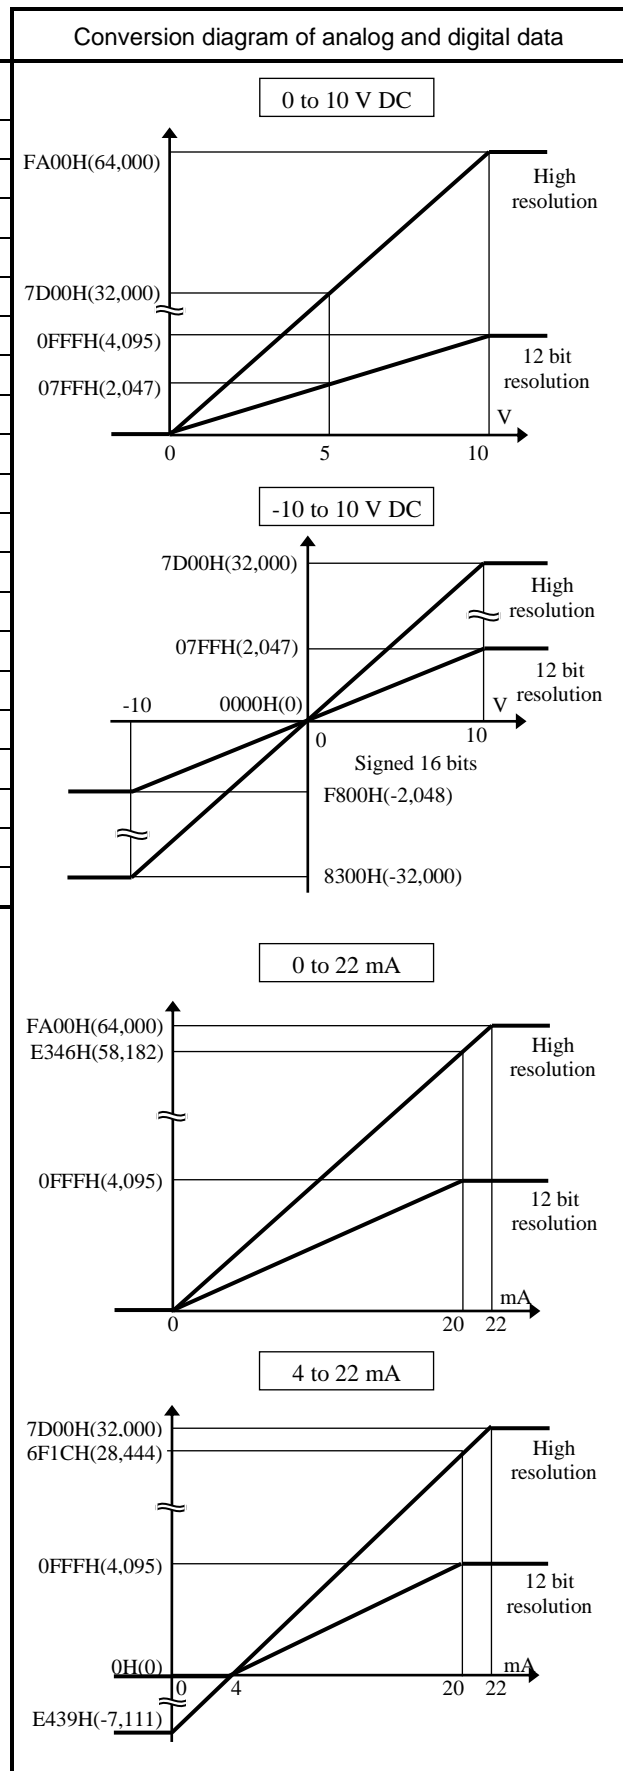 Conversion diagram of analog and digital data
0 to 10 V DC
FA00H(64,000)
High
resolution
7D00H(32,000)
0FFFH(4,095)
12 bit
resolution
07FFH(2,047)
V
0
5
10
-10 to 10 V DC
7D00H(32,000)
High
resolution
07FFH(2,047)
12 bit
resolution
-10
0000H(0)
V
0
10
Signed 16 bits
F800H(-2,048)
8300H(-32,000)
0 to 22 mA
FA00H(64,000)
E346H(58,182)
High
resolution
0FFFH(4,095)
12 bit
resolution
mA
0
20
22
4 to 22 mA
7D00H(32,000)
6F1CH(28,444)
High
resolution
0FFFH(4,095)
12 bit
resolution
0H(0)
mA
0
4
20
22
E439H(-7,111)